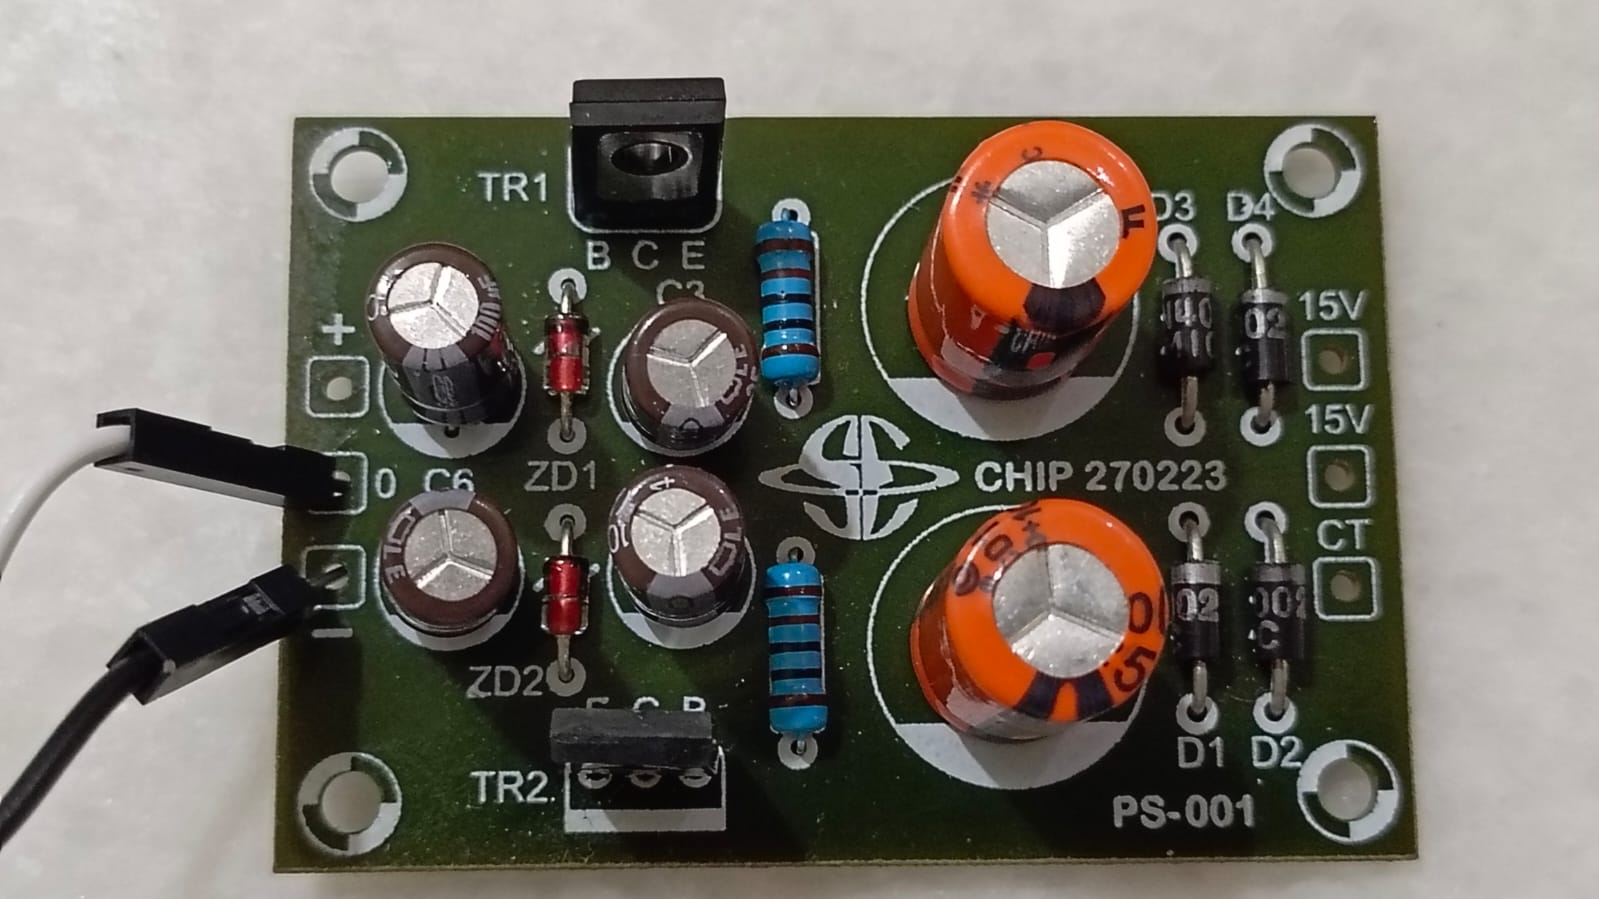 TR1
B C E
D3 D4
15V
+
C3
15V
0 C6
ZD1
CHIP 270223
CT
-
ZD2
E C B
TR2
D1 D2
PS-001